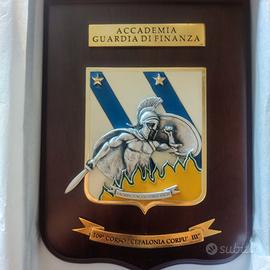 ACCADEMIA
GUARDIA DI FINANZA
109° CORSO "CEFALONIA CORFU' III"
subito